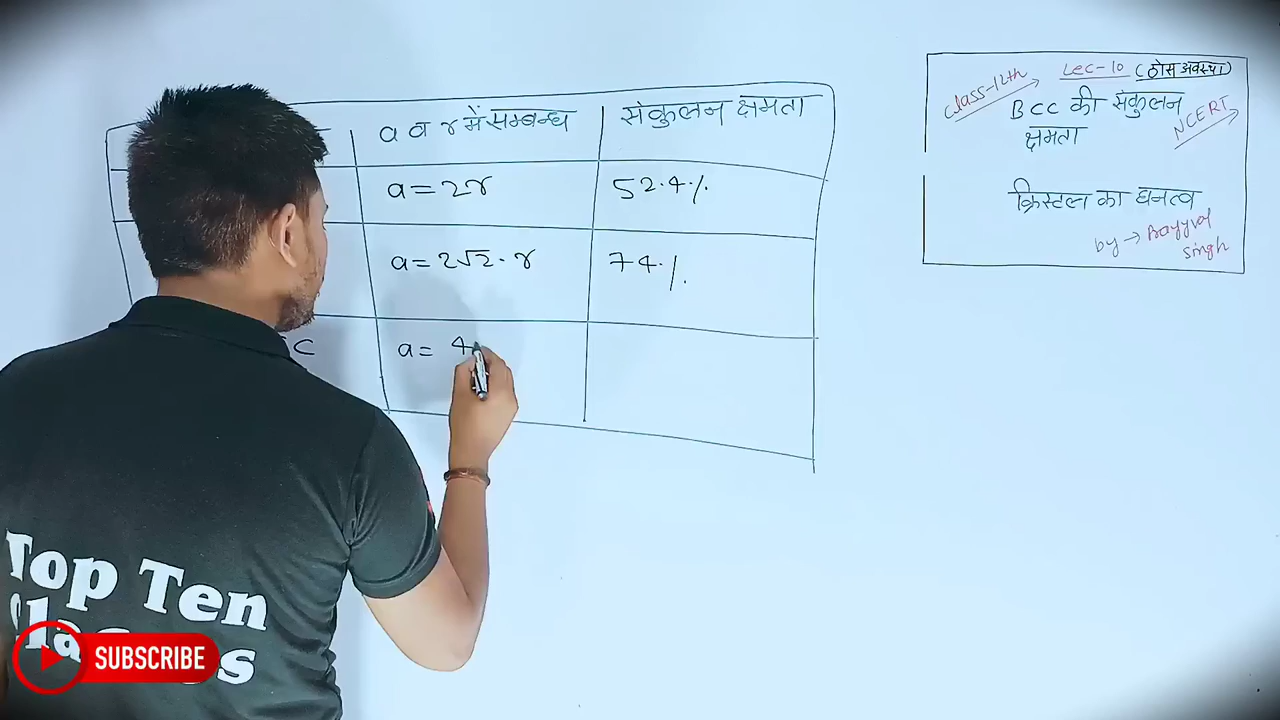 a व r में सम्बन्ध
संकुलन क्षमता
a = 2r
52.4%
a = 2√2 · r
74%
C
a = 4
Class-12th
Lec-10 (ठोस अवस्था)
BCC की संकुलन
क्षमता
NCERT
क्रिस्टल का घनत्व
by →
Singh
Top Ten
SUBSCRIBE